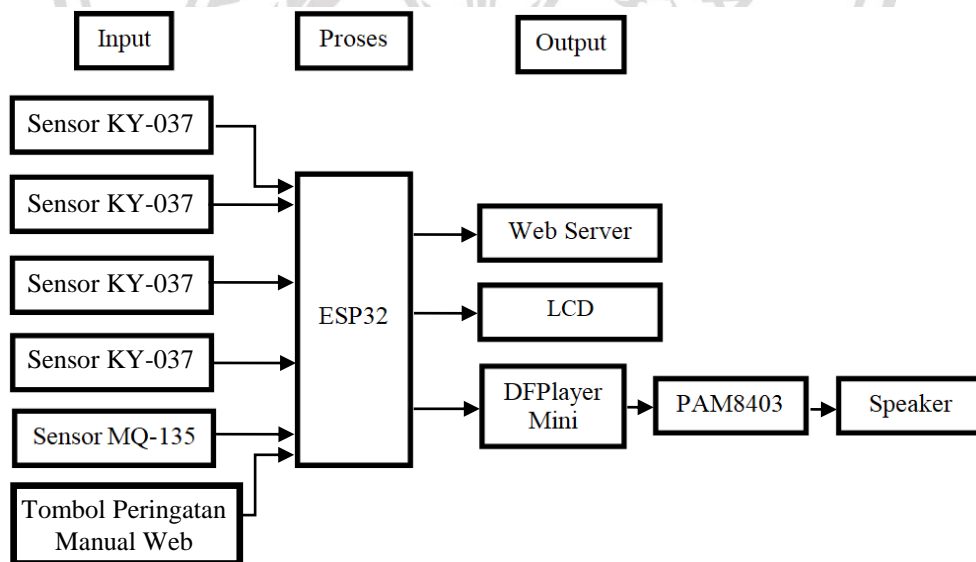 Input
Proses
Output
Sensor KY-037
Sensor KY-037
Sensor KY-037
Sensor KY-037
Sensor MQ-135
Tombol Peringatan
Manual Web
ESP32
Web Server
LCD
DFPlayer
Mini
PAM8403
Speaker